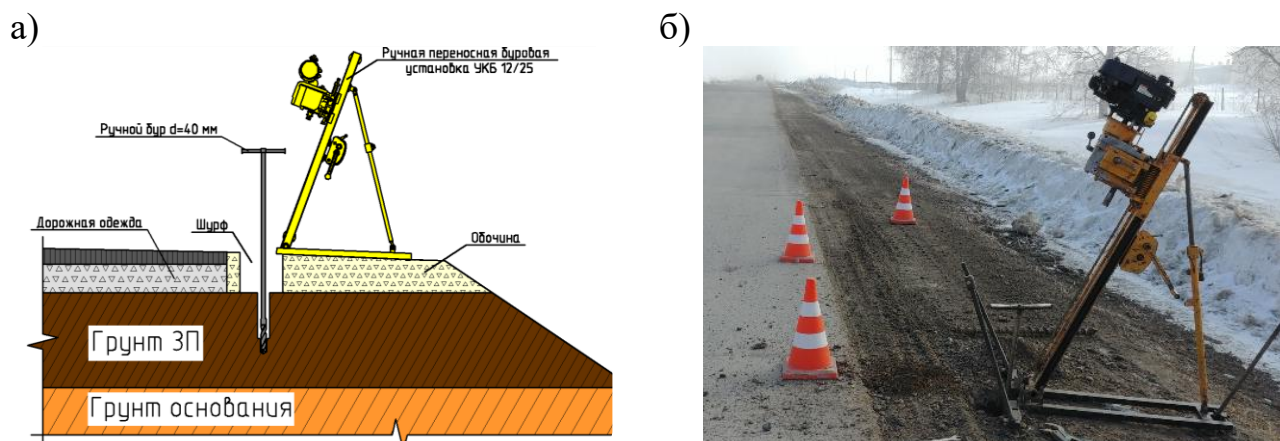 а)
б)
Ручная переносная буровая
установка УКБ 12/25
Ручной бур d=40 мм
Дорожная одежда
Шурф
Обочина
Грунт ЗП
Грунт основания